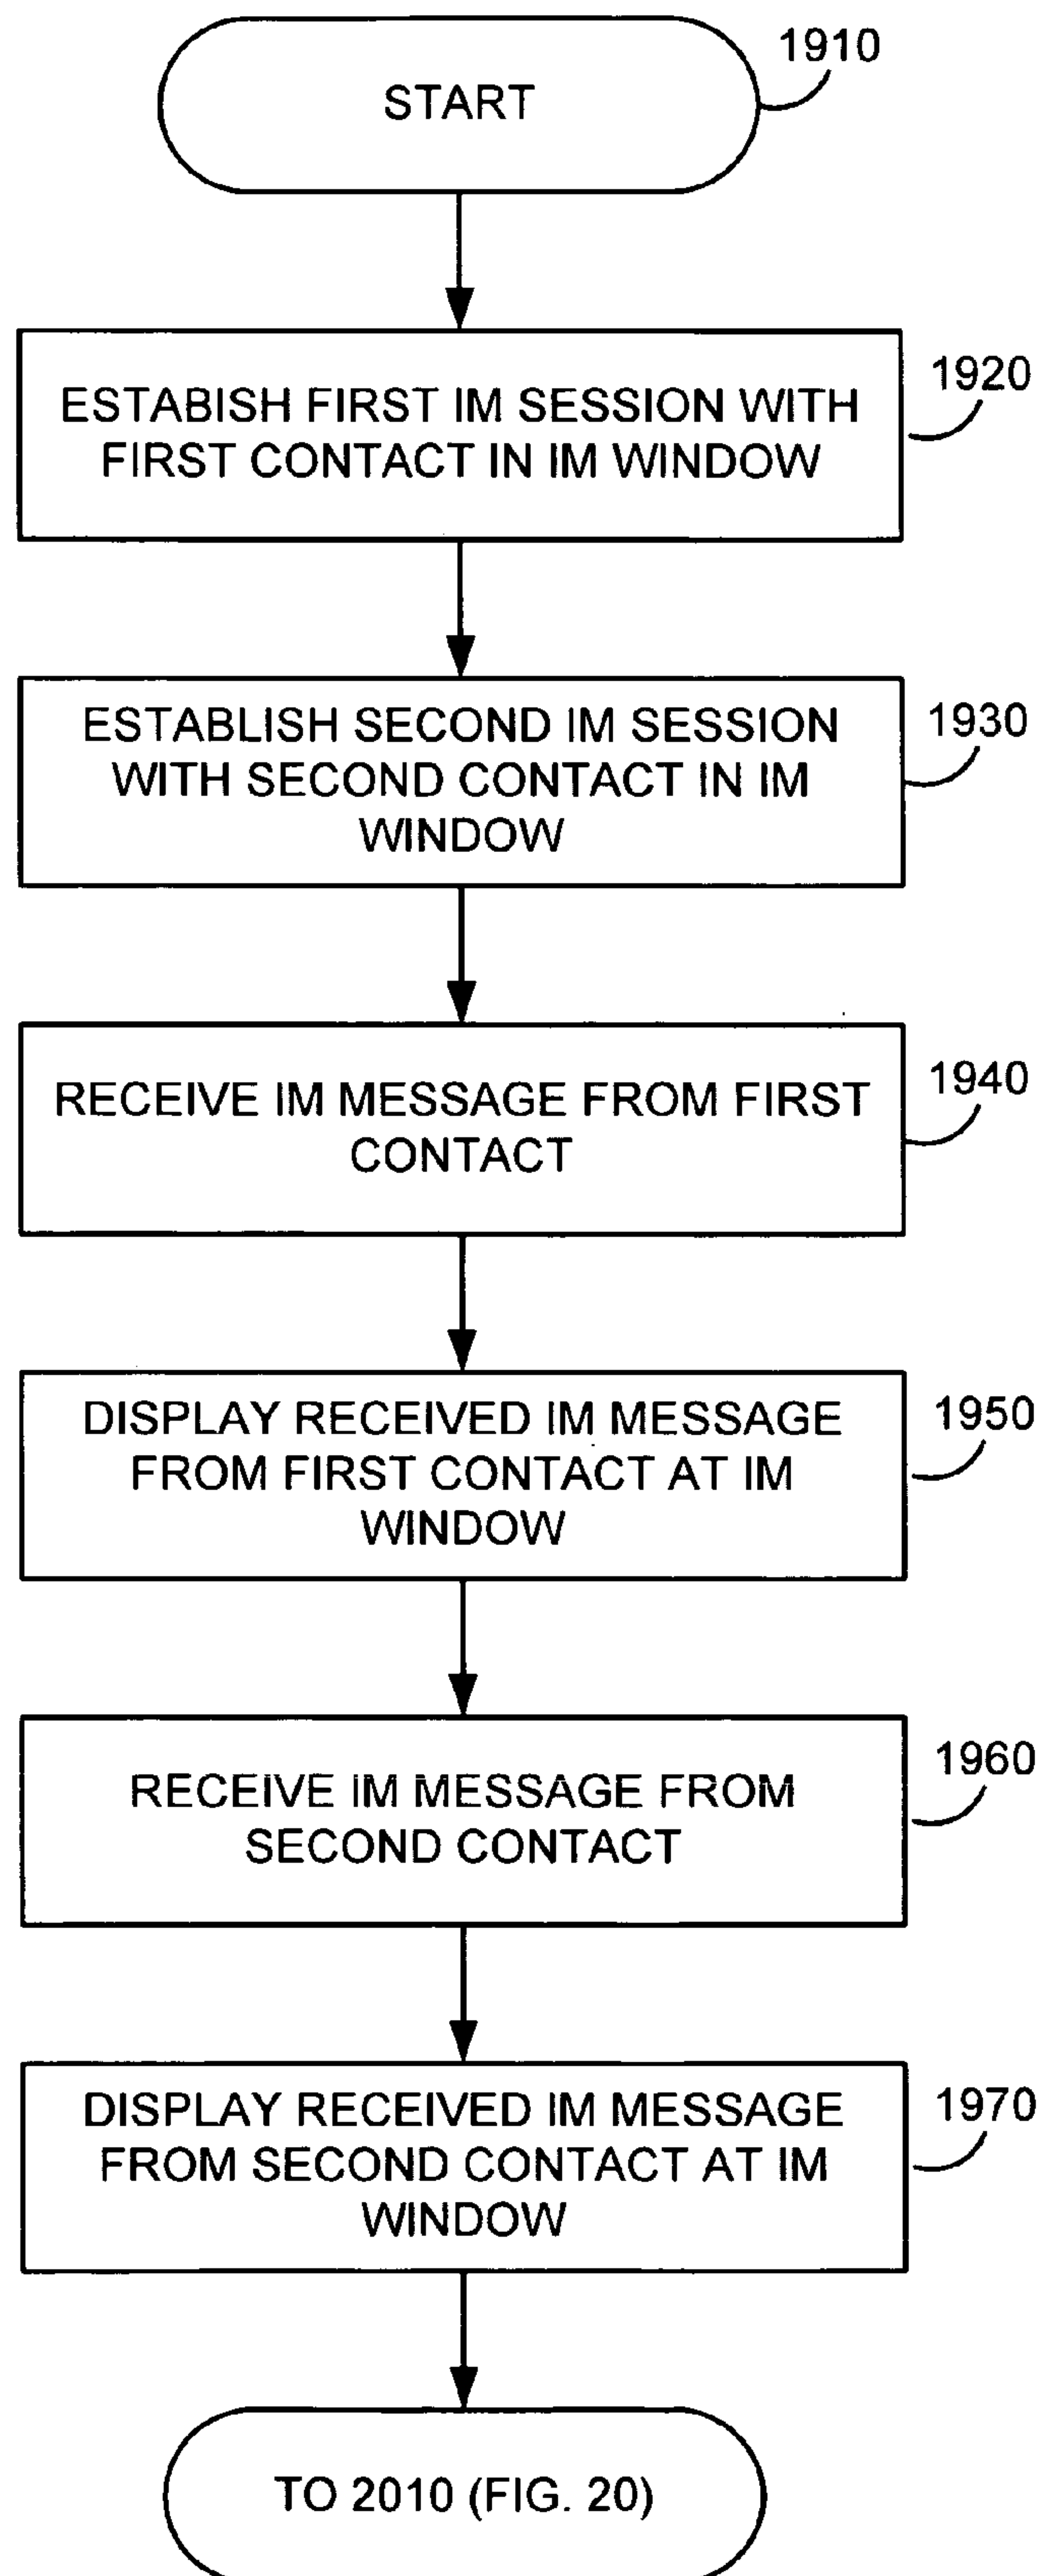 START
1910
ESTABISH FIRST IM SESSION WITH
FIRST CONTACT IN IM WINDOW
1920
ESTABLISH SECOND IM SESSION
WITH SECOND CONTACT IN IM
WINDOW
1930
RECEIVE IM MESSAGE FROM FIRST
CONTACT
1940
DISPLAY RECEIVED IM MESSAGE
FROM FIRST CONTACT AT IM
WINDOW
1950
RECEIVE IM MESSAGE FROM
SECOND CONTACT
1960
DISPLAY RECEIVED IM MESSAGE
FROM SECOND CONTACT AT IM
WINDOW
1970
TO 2010 (FIG. 20)